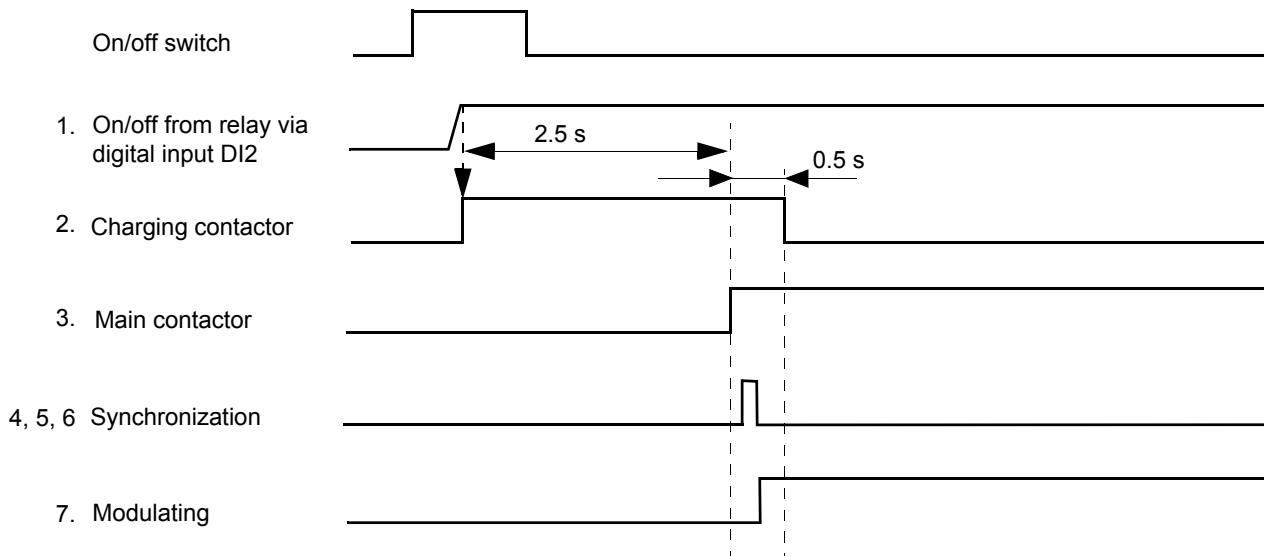 On/off switch
1. On/off from relay via
digital input DI2
2.5 s
0.5 s
2. Charging contactor
3. Main contactor
4, 5, 6 Synchronization
7. Modulating